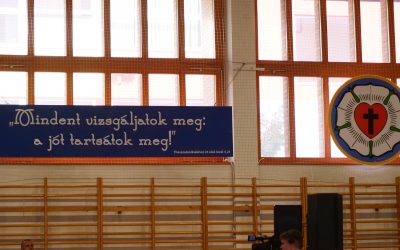 „Mindent vizsgáljatok meg:
a jót tartsátok meg!"